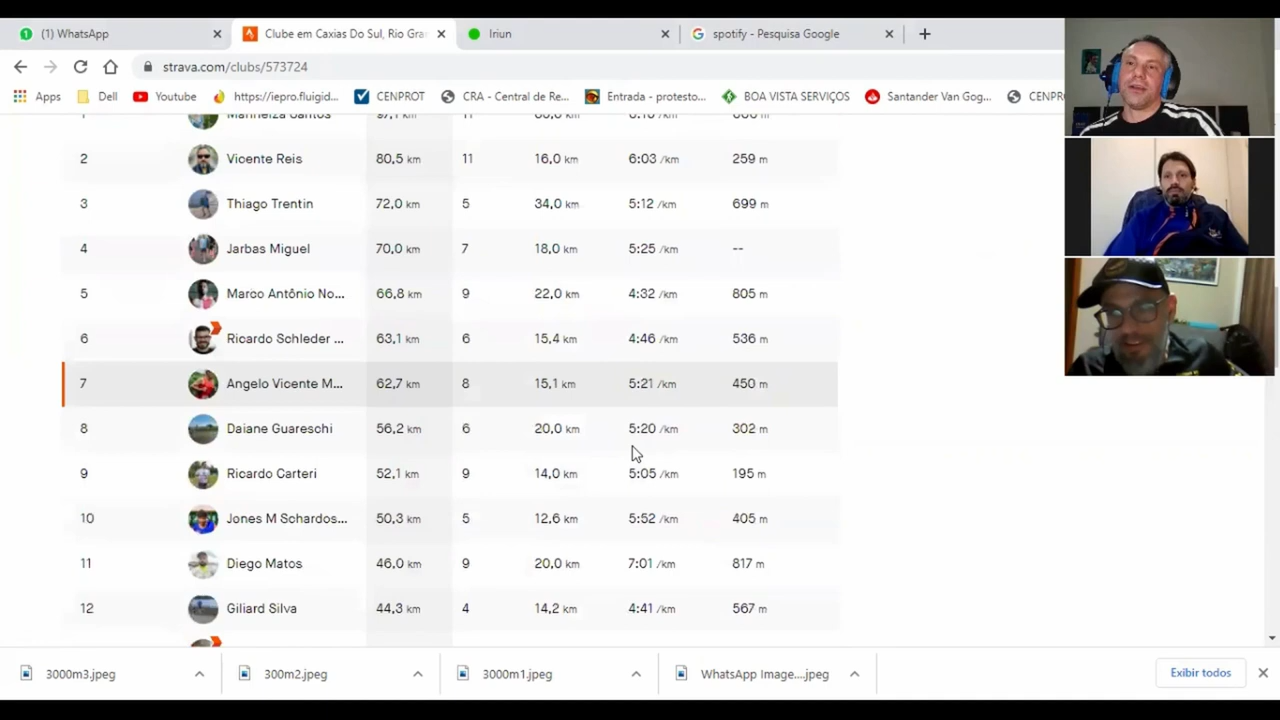 (1) WhatsApp
Clube em Caxias Do Sul, Rio Gra
Iriun
spotify - Pesquisa Google
strava.com/clubs/573724
Apps
Dell
Youtube
https://iepro.fluigid...
CENPROT
CRA - Central de Re...
Entrada - protesto...
BOA VISTA SERVIÇOS
Santander Van Gog...
CENPR
2 Vicente Reis 80,5 km 11 16,0 km 6:03 /km 259 m
3 Thiago Trentin 72,0 km 5 34,0 km 5:12 /km 699 m
4 Jarbas Miguel 70,0 km 7 18,0 km 5:25 /km --
5 Marco Antônio No... 66,8 km 9 22,0 km 4:32 /km 805 m
6 Ricardo Schleder ... 63,1 km 6 15,4 km 4:46 /km 536 m
7 Angelo Vicente M... 62,7 km 8 15,1 km 5:21 /km 450 m
8 Daiane Guareschi 56,2 km 6 20,0 km 5:20 /km 302 m
9 Ricardo Carteri 52,1 km 9 14,0 km 5:05 /km 195 m
10 Jones M Schardos... 50,3 km 5 12,6 km 5:52 /km 405 m
11 Diego Matos 46,0 km 9 20,0 km 7:01 /km 817 m
12 Giliard Silva 44,3 km 4 14,2 km 4:41 /km 567 m
3000m3.jpeg
300m2.jpeg
3000m1.jpeg
WhatsApp Image....jpeg
Exibir todos